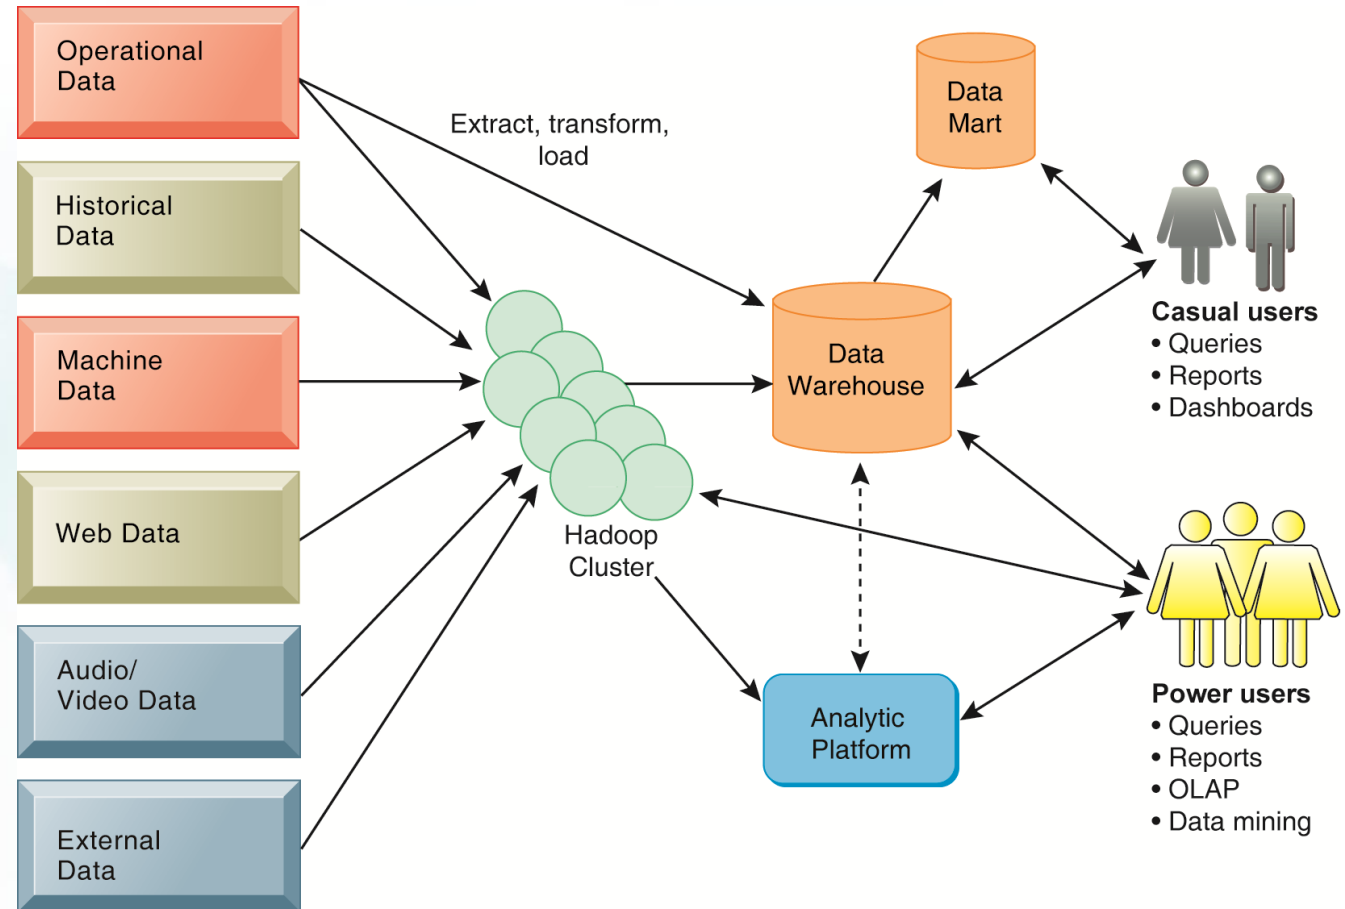 Operational
Data
Historical
Data
Machine
Data
Web Data
Audio/
Video Data
External
Data
Extract, transform,
load
Hadoop
Cluster
Data
Mart
Data
Warehouse
Analytic
Platform
Casual users
• Queries
• Reports
• Dashboards
Power users
• Queries
• Reports
• OLAP
• Data mining